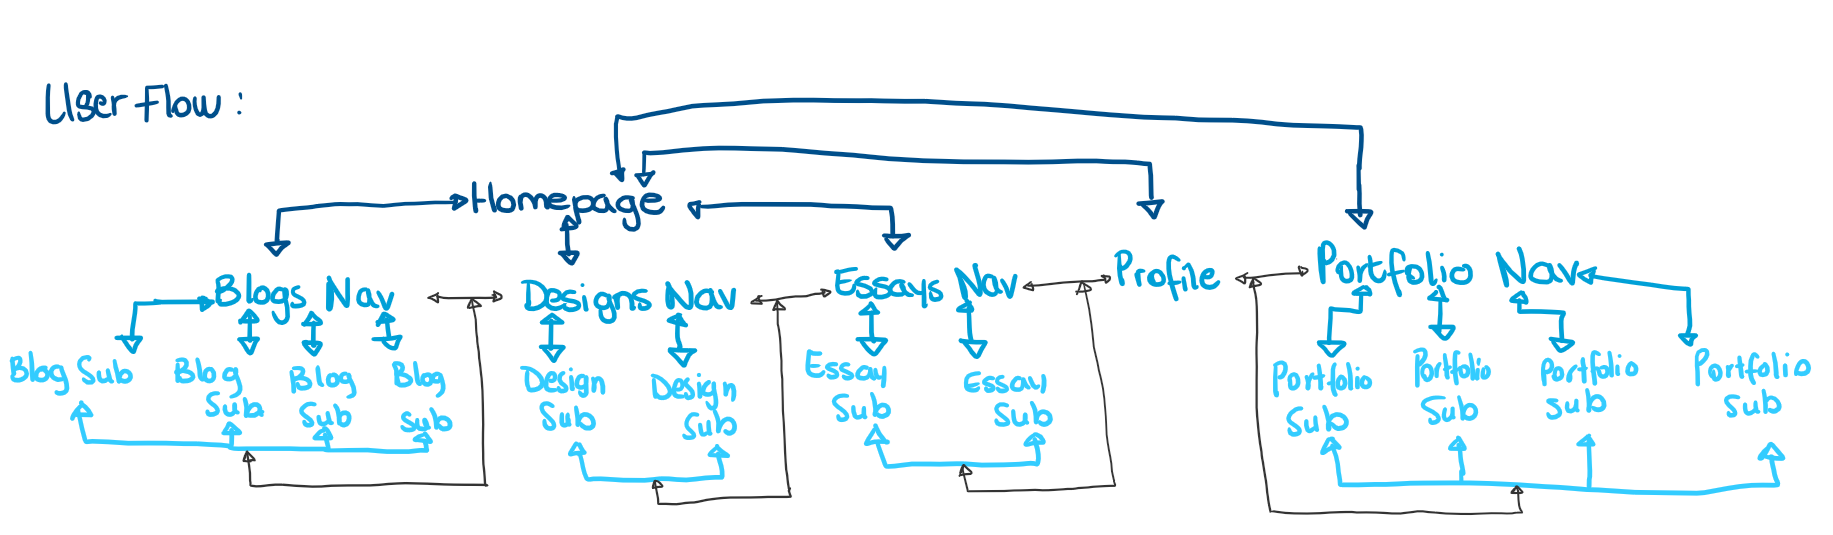 User Flow :
Homepage
Blogs Nav
Designs Nav
Essays Nav
Profile
Portfolio Nav
Blog Sub
Blog
Sub
Blog
Sub
Blog
Sub
Design
Sub
Design
Sub
Essay
Sub
Essay
Sub
Portfolio
Sub
Portfolio
Sub
Portfolio
Sub
Portfolio
Sub